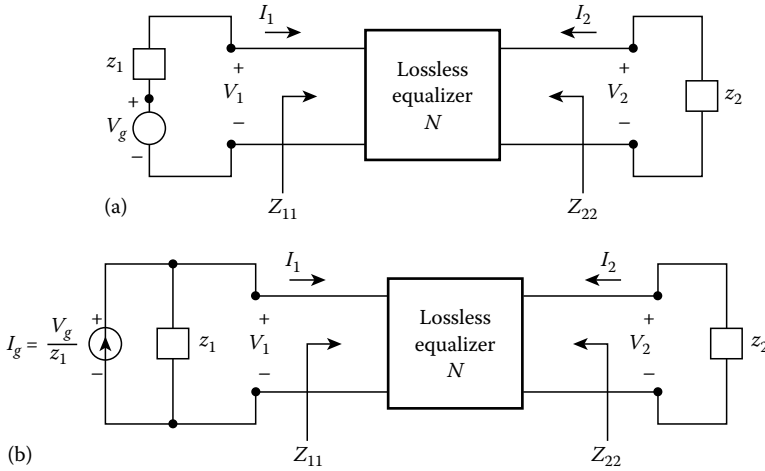 I1
I2
z1
+
V1
−
+
Vg
−
Lossless
equalizer
N
+
V2
−
z2
Z11
Z22
(a)
I1
I2
Ig = Vg
z1
+
−
z1
+
V1
−
Lossless
equalizer
N
+
V2
−
z2
Z11
Z22
(b)